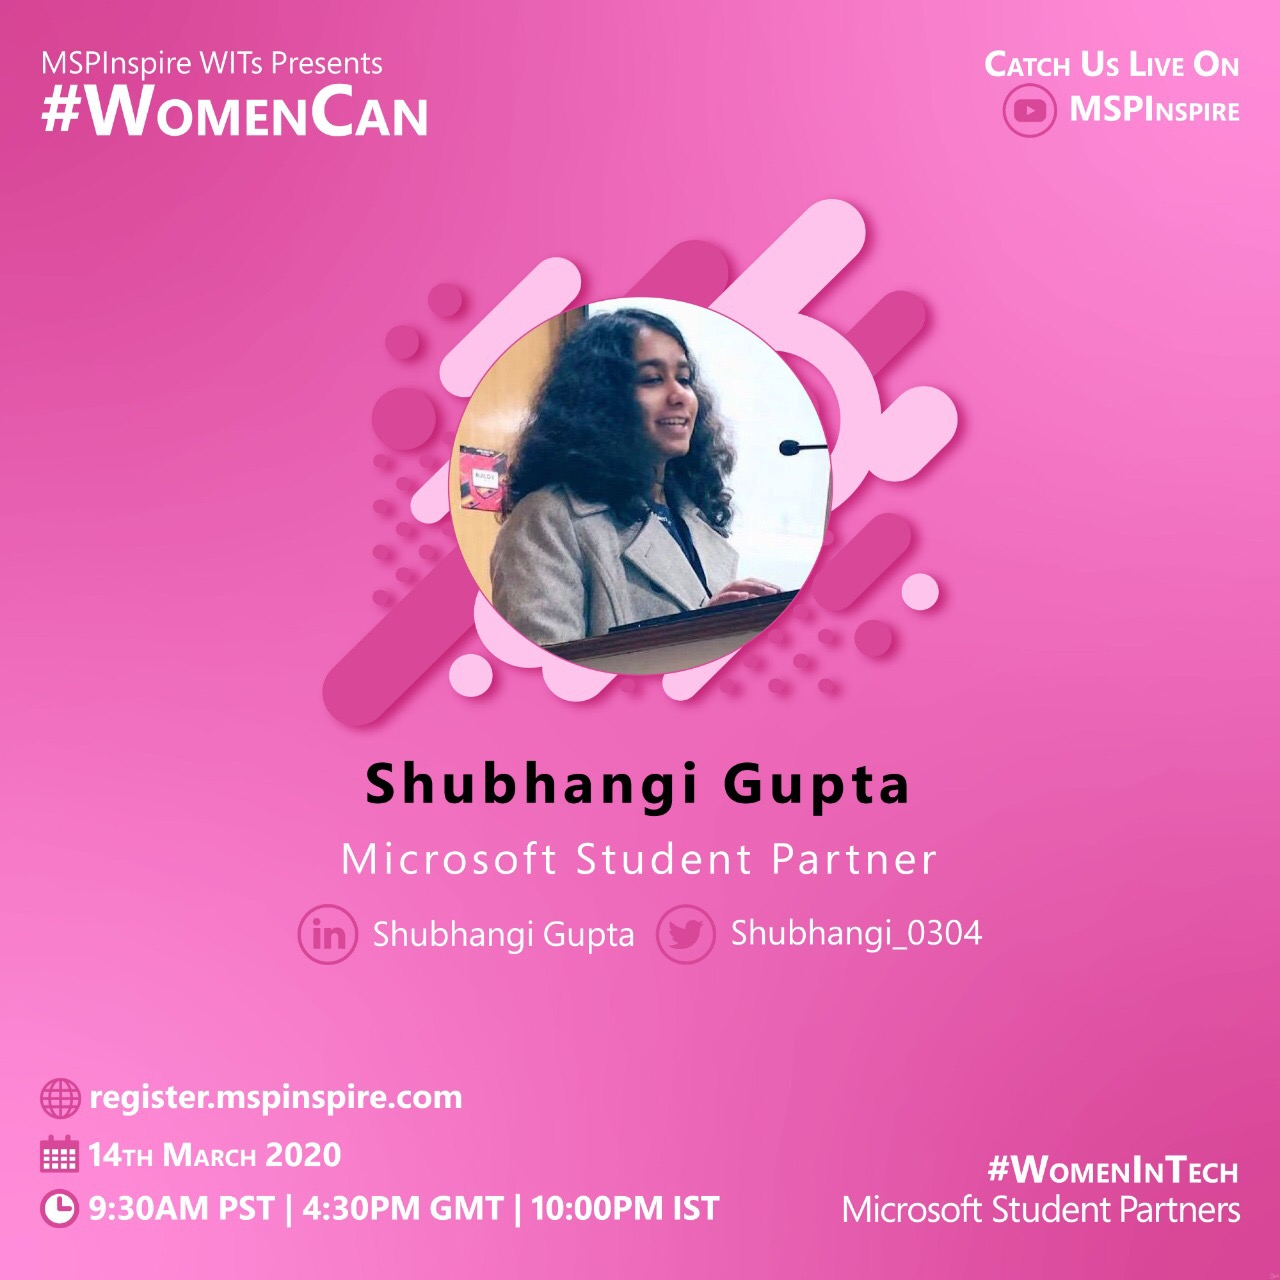 MSPInspire WITs Presents
#WomenCan
Catch Us Live On
MSPInspire
Shubhangi Gupta
Microsoft Student Partner
in Shubhangi Gupta
Shubhangi_0304
register.mspinspire.com
14th March 2020
9:30AM PST | 4:30PM GMT | 10:00PM IST
#WomenInTech
Microsoft Student Partners